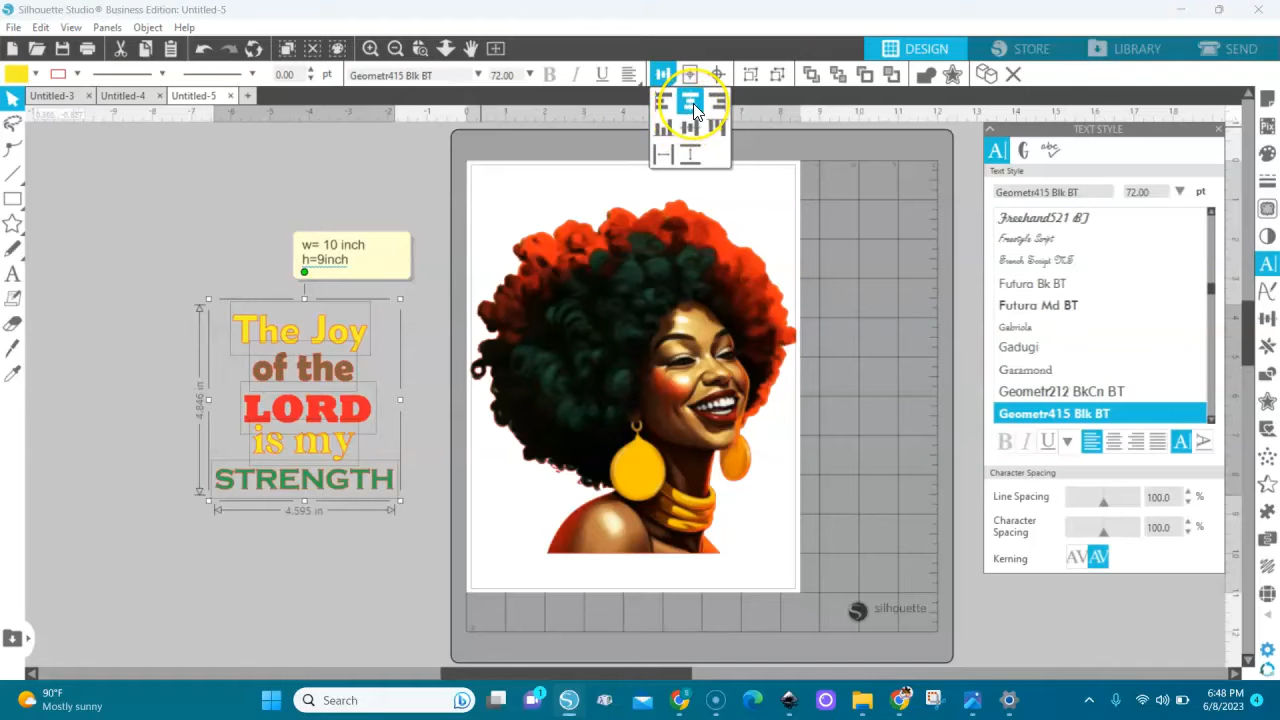 Silhouette Studio® Business Edition: Untitled-5
File Edit View Panels Object Help
DESIGN STORE LIBRARY SEND
0.00 pt Geometr415 Blk BT 72.00 B I U
Untitled-3 × Untitled-4 × Untitled-5 × +
TEXT STYLE
Text Style
Geometr415 Blk BT 72.00 pt
Freehand521 BT
Freestyle Script
French Script MT
Futura Bk BT
Futura Md BT
Gabriola
Gadugi
Garamond
Geometr212 BkCn BT
Geometr415 Blk BT
B I U
Character Spacing
Line Spacing 100.0 %
Character Spacing 100.0 %
Kerning AV AV
w= 10 inch
h=9inch
The Joy
of the
LORD
is my
STRENGTH
4.846 in
4.595 in
silhouette
90°F
Mostly sunny
Search
6:48 PM
6/8/2023